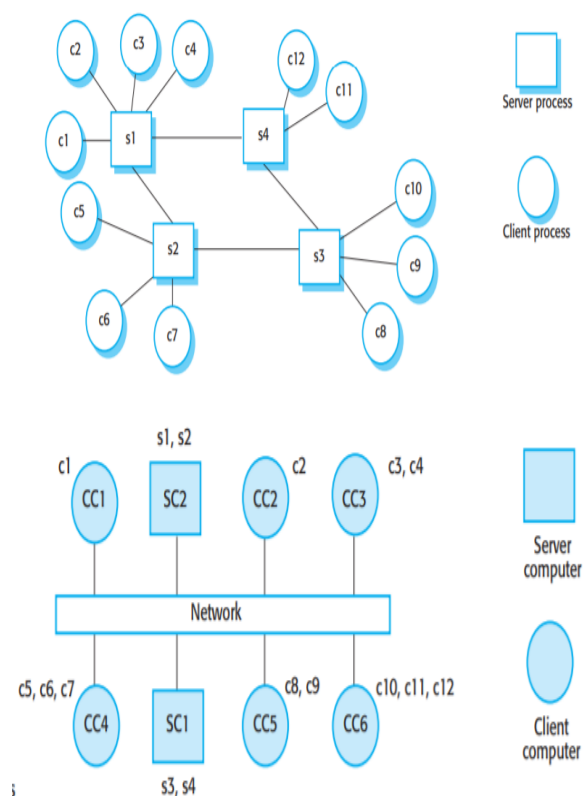 c2
c3
c4
c12
c11
c1
s1
s4
Server process
c5
c10
s2
s3
c9
Client process
c6
c7
c8
s1, s2
c1
c2
c3, c4
CC1
SC2
CC2
CC3
Server
computer
Network
c5, c6, c7
c8, c9
c10, c11, c12
CC4
SC1
CC5
CC6
Client
computer
s3, s4
s